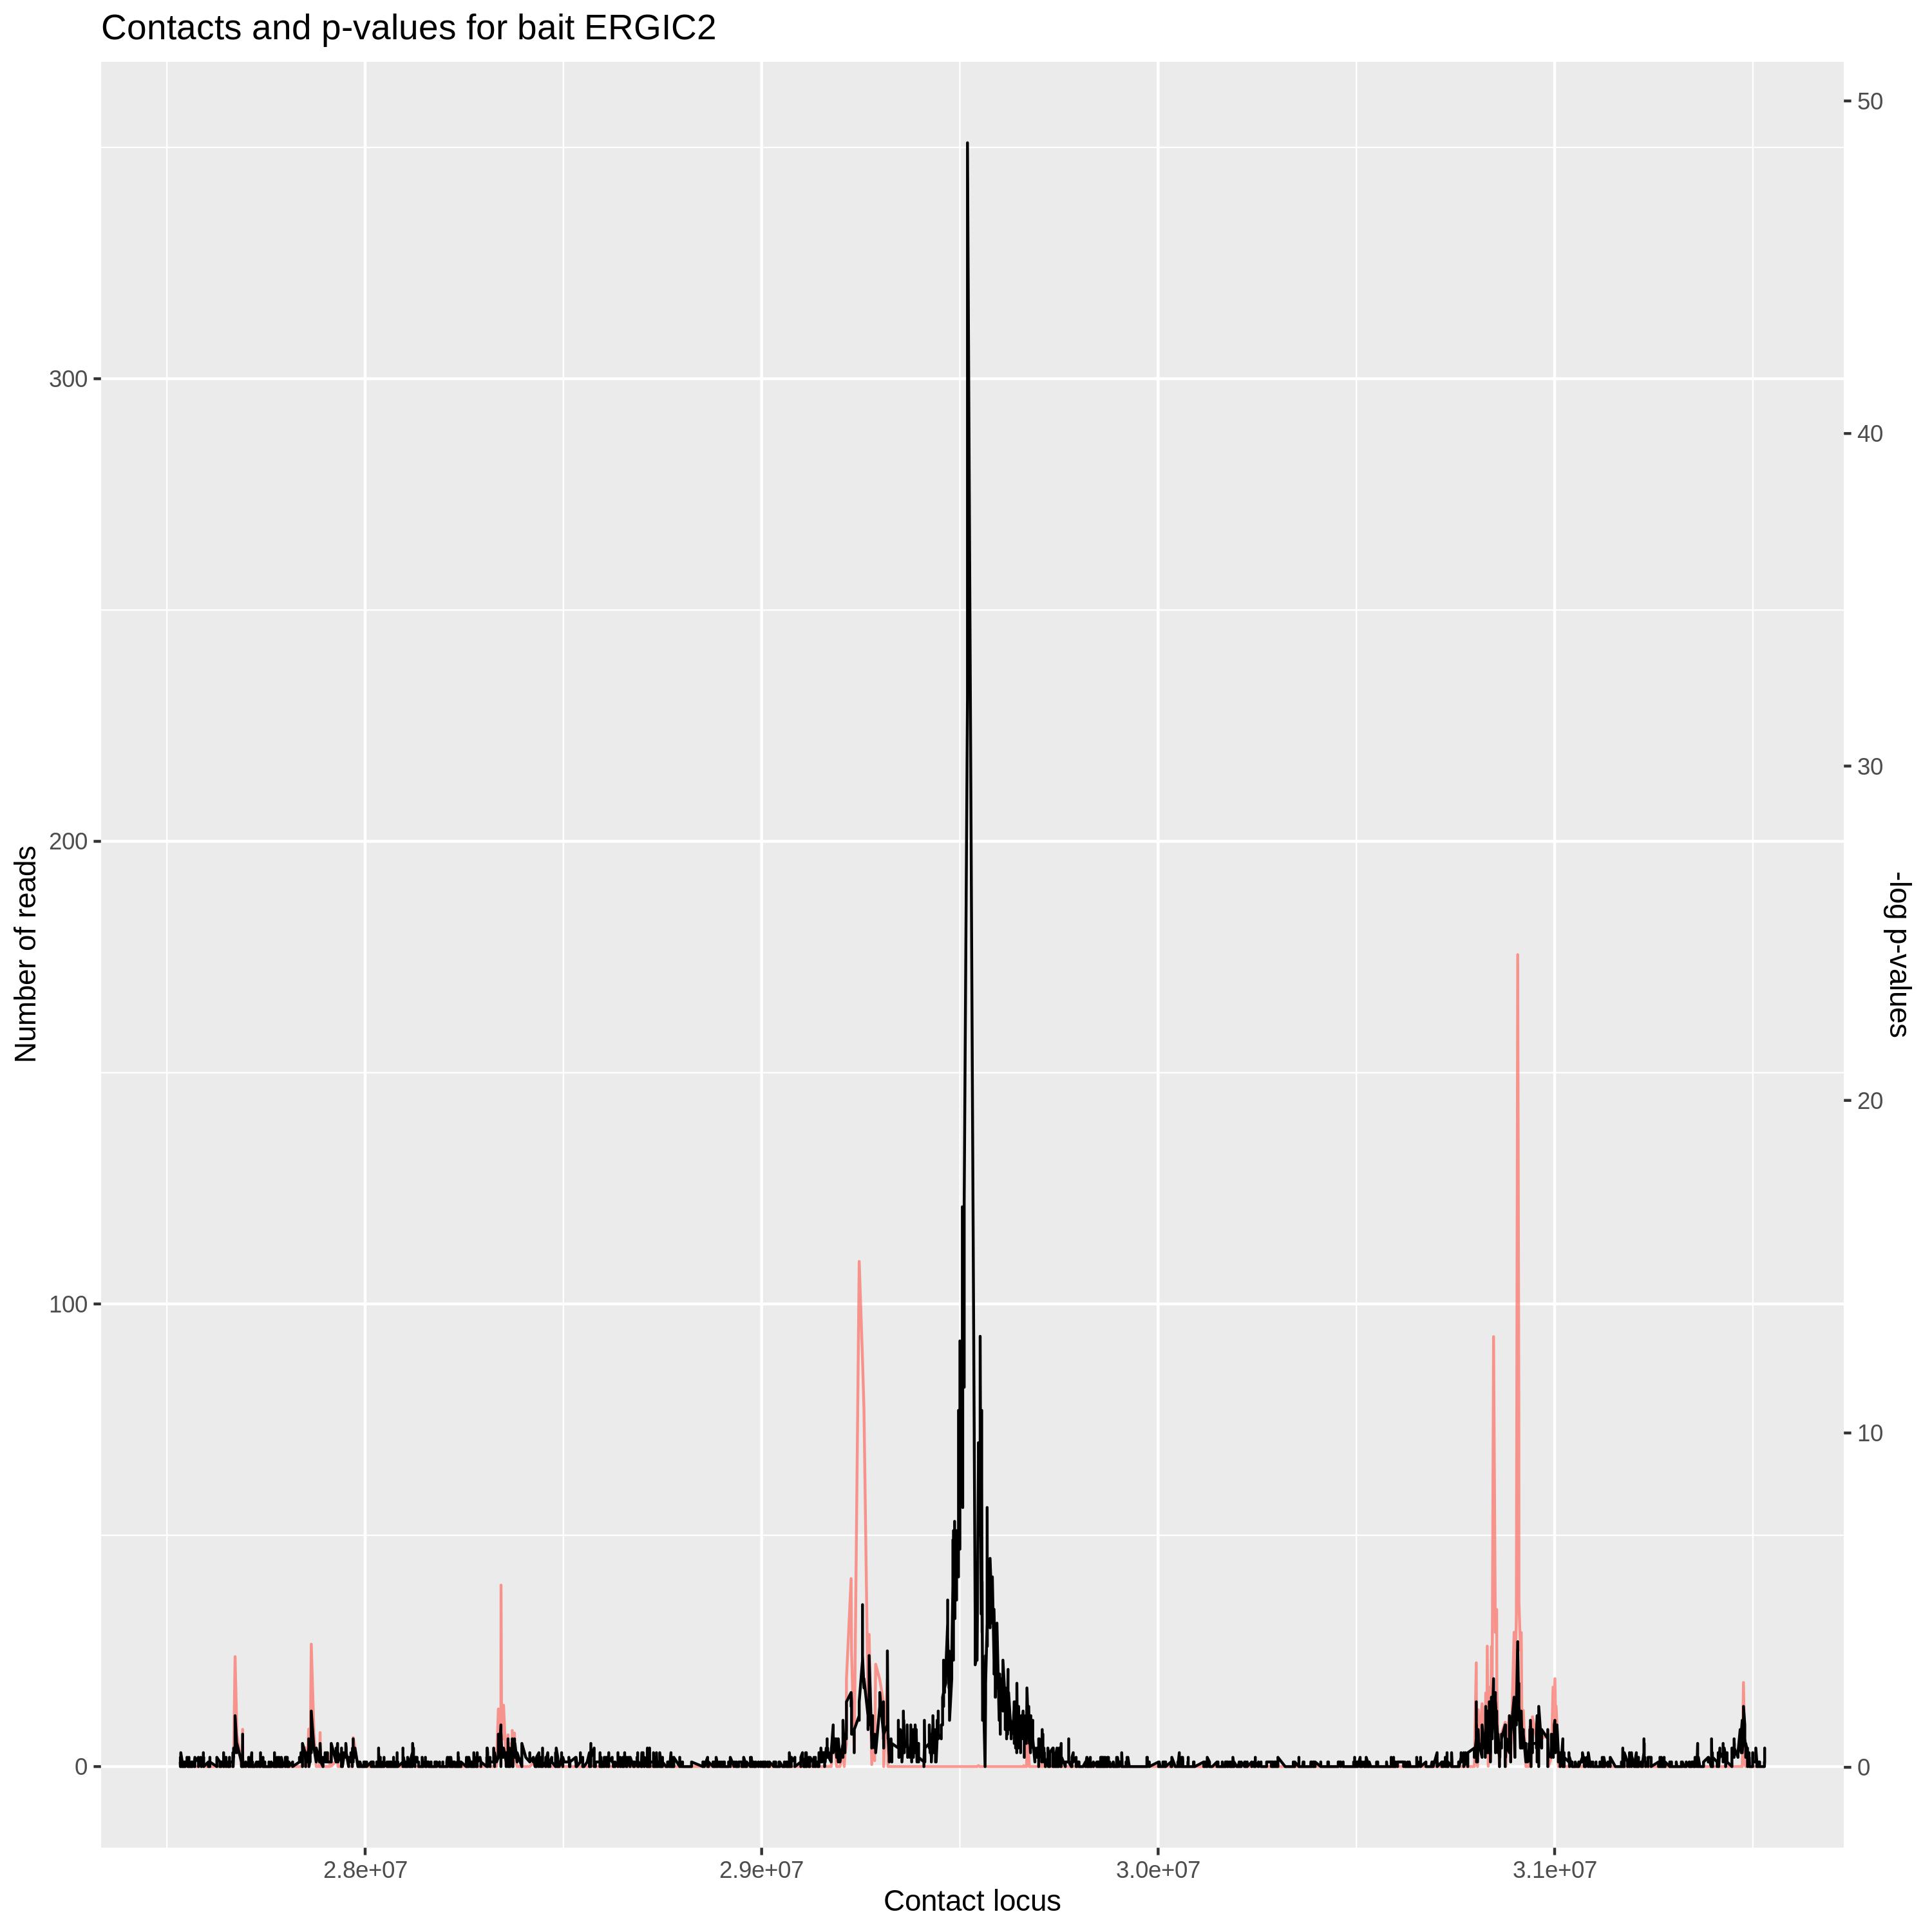 Contacts and p-values for bait ERGIC2
Number of reads
300
200
100
0
50
40
30
20
10
0
-log p-values
2.8e+07
2.9e+07
3.0e+07
3.1e+07
Contact locus